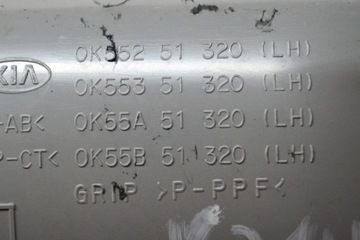 0K552 51 320 (LH)
KIA 0K553 51 320 (LH)
-AB< 0K55A 51 320 (LH)
P-CT< 0K55B 51 320 (LH)
GRIP >P-PPF<